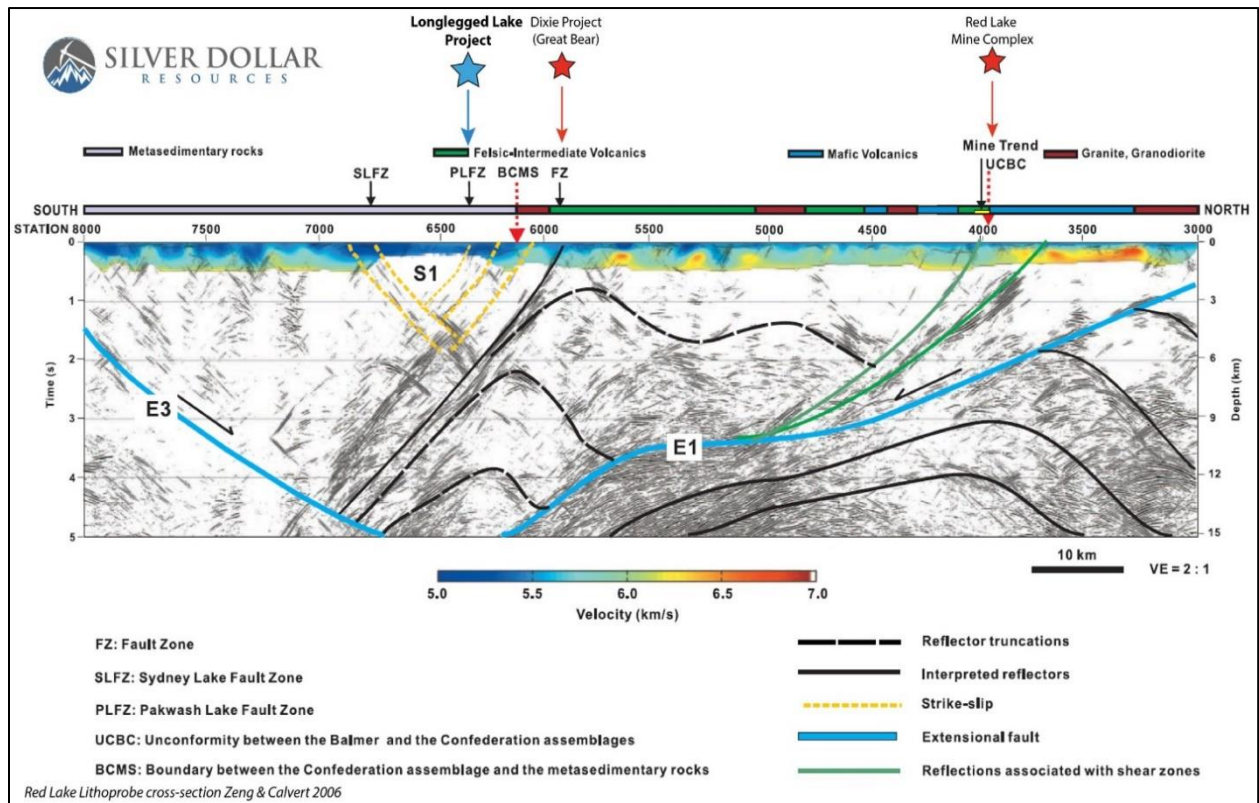 Longlegged Lake
Project
Dixie Project
(Great Bear)
Red Lake
Mine Complex
SILVER DOLLAR
RESOURCES
Metasedimentary rocks
Felsic-Intermediate Volcanics
Mafic Volcanics
Mine Trend
Granite, Granodiorite
SLFZ
PLFZ
BCMS
FZ
UCBC
SOUTH
NORTH
STATION 8000 7500 7000 6500 6000 5500 5000 4500 4000 3500 3000
0
1
2
3
4
5
Time (s)
S1
E3
E1
0
3
6
9
12
15
Depth (km)
10 km
VE = 2 : 1
5.0 5.5 6.0 6.5 7.0
Velocity (km/s)
FZ: Fault Zone
SLFZ: Sydney Lake Fault Zone
PLFZ: Pakwash Lake Fault Zone
UCBC: Unconformity between the Balmer and the Confederation assemblages
BCMS: Boundary between the Confederation assemblage and the metasedimentary rocks
Reflector truncations
Interpreted reflectors
Strike-slip
Extensional fault
Reflections associated with shear zones
Red Lake Lithoprobe cross-section Zeng & Calvert 2006